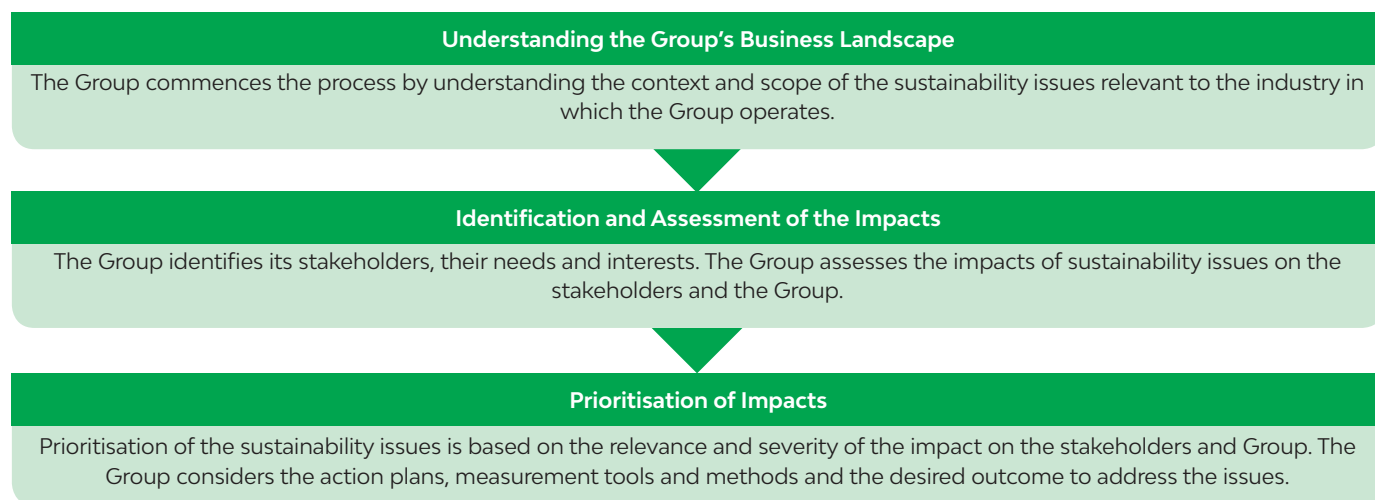 Understanding the Group’s Business Landscape
The Group commences the process by understanding the context and scope of the sustainability issues relevant to the industry in
which the Group operates.
Identification and Assessment of the Impacts
The Group identifies its stakeholders, their needs and interests. The Group assesses the impacts of sustainability issues on the
stakeholders and the Group.
Prioritisation of Impacts
Prioritisation of the sustainability issues is based on the relevance and severity of the impact on the stakeholders and Group. The
Group considers the action plans, measurement tools and methods and the desired outcome to address the issues.